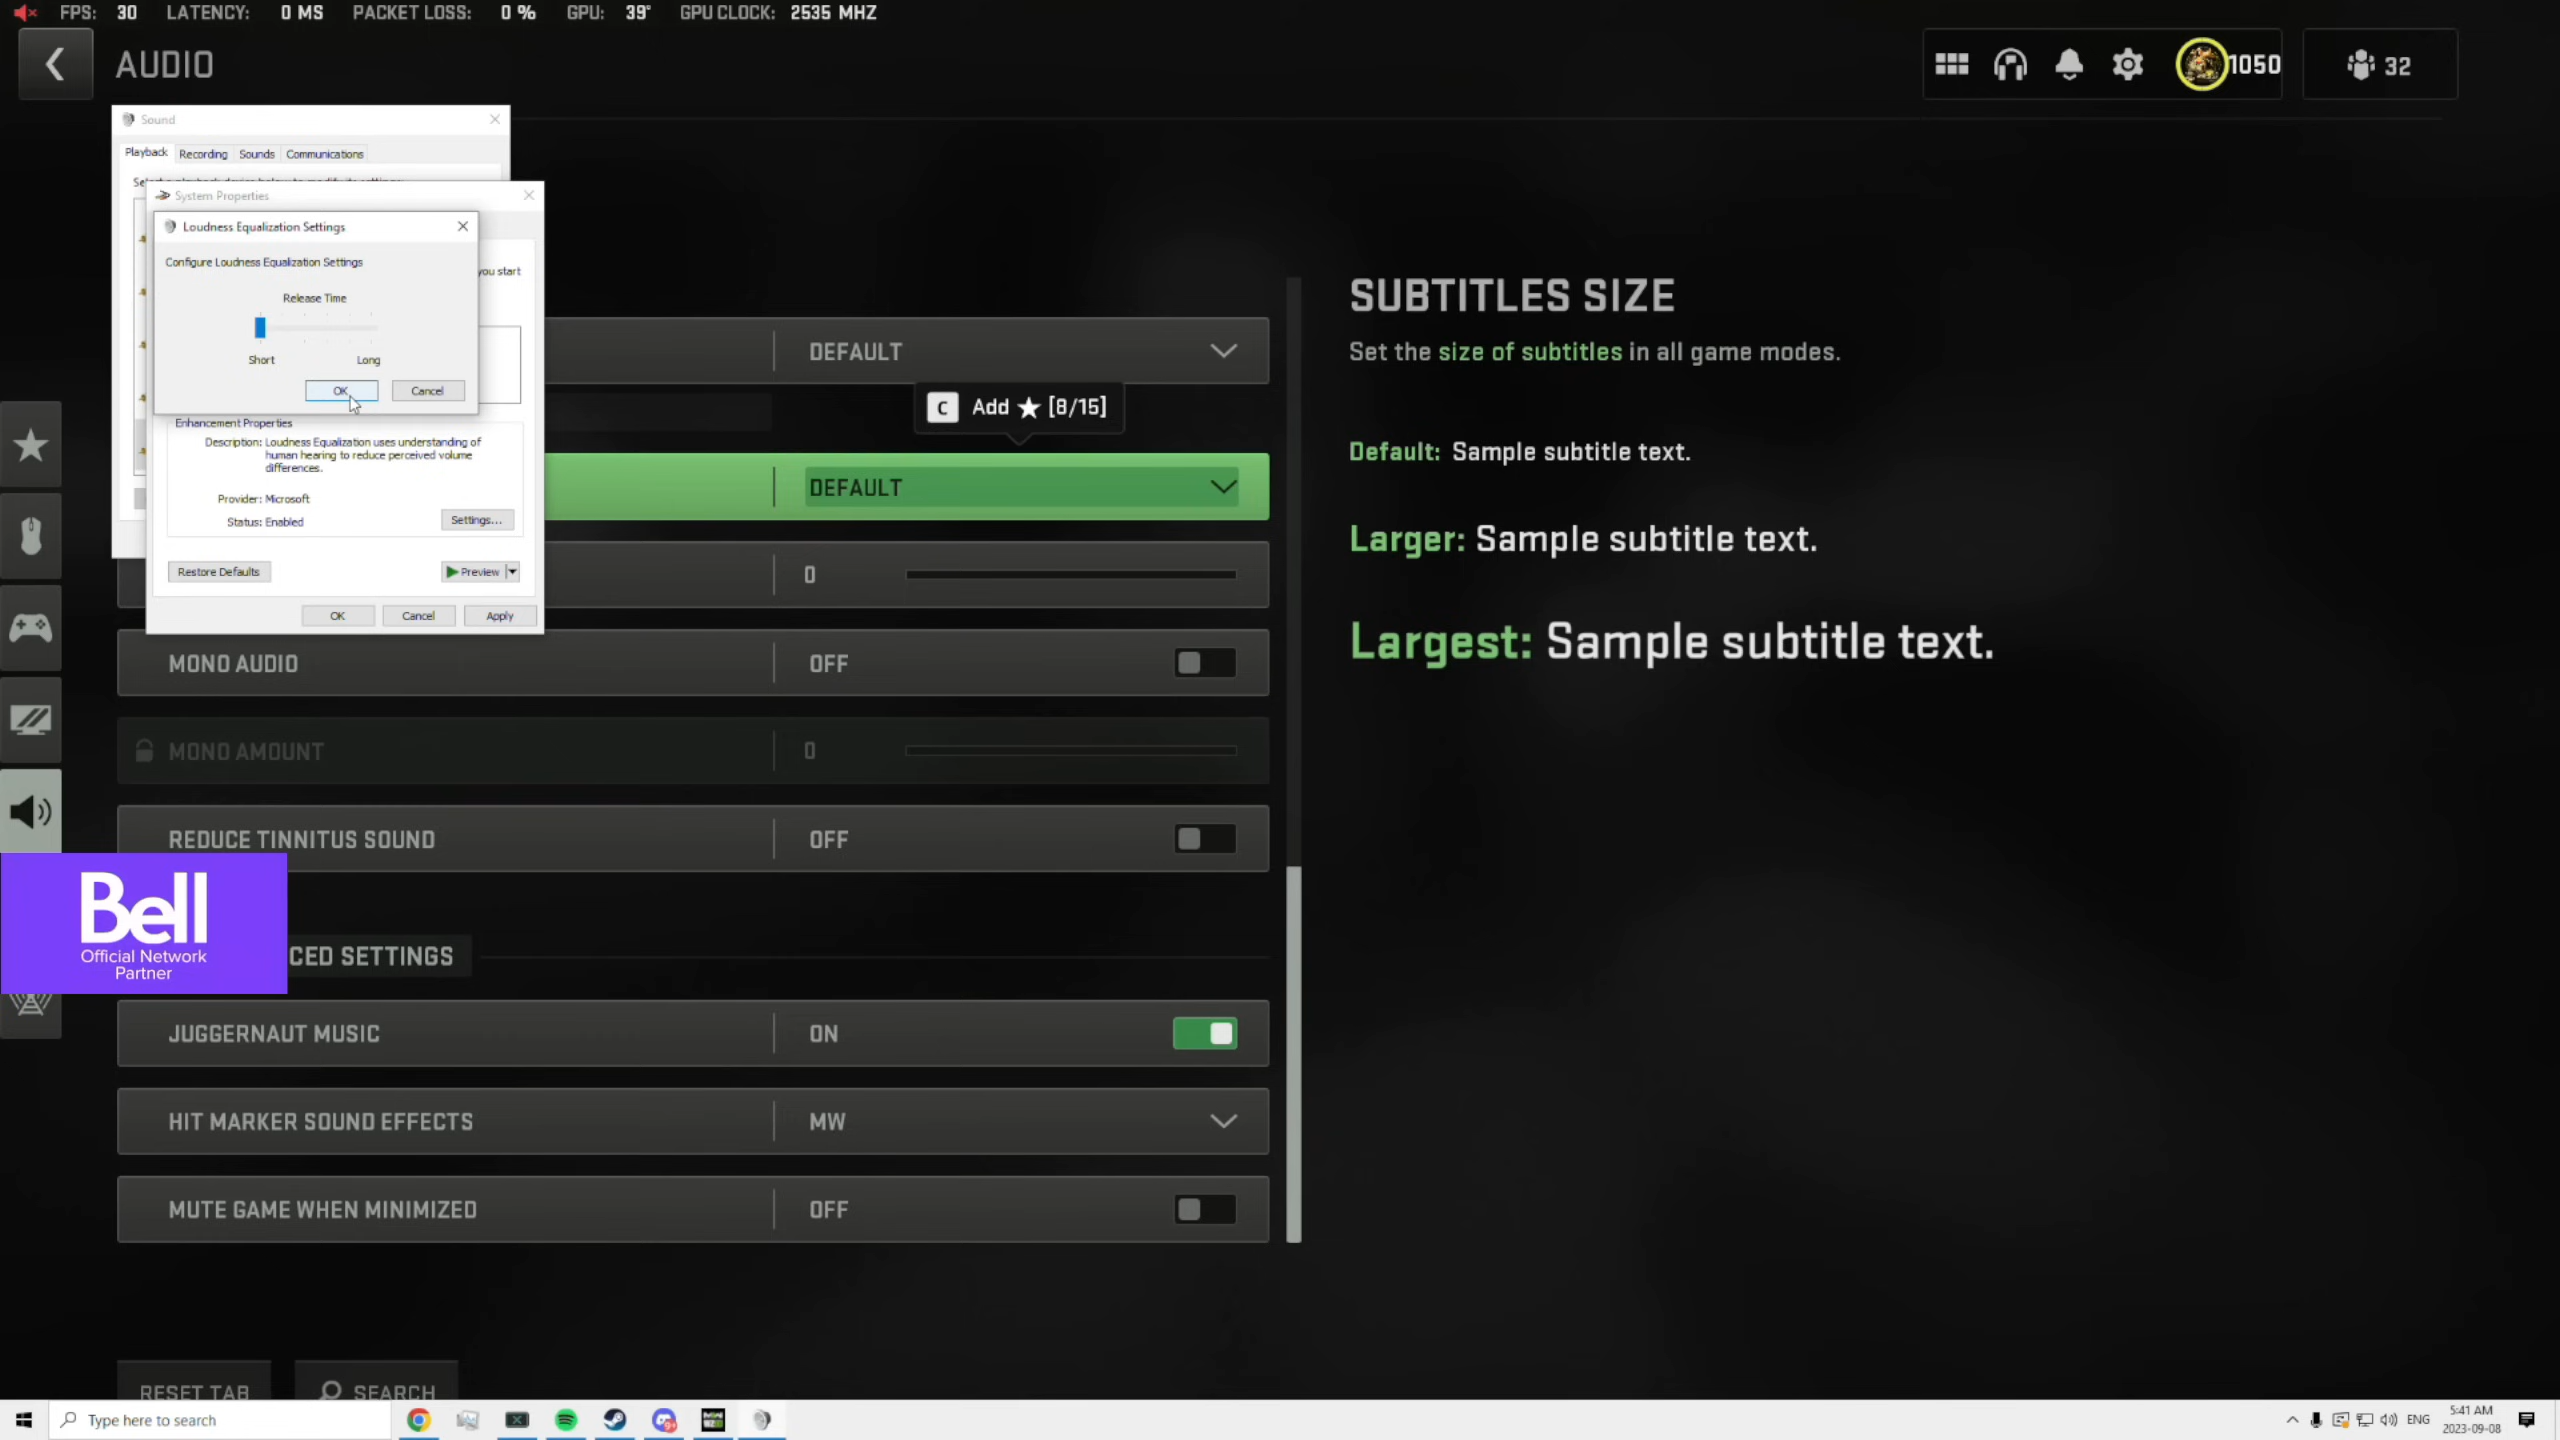 FPS: 30 LATENCY: 0 MS PACKET LOSS: 0 % GPU: 39° GPU CLOCK: 2535 MHZ
AUDIO
1050
32
Sound
Playback Recording Sounds Communications
System Properties
Loudness Equalization Settings
you start
Configure Loudness Equalization Settings
Release Time
Short Long
OK Cancel
Enhancement Properties
Description: Loudness Equalization uses understanding of
human hearing to reduce perceived volume
differences.
Provider: Microsoft
Status: Enabled
Settings...
Restore Defaults
Preview
OK Cancel Apply
DEFAULT
C Add ★ [8/15]
DEFAULT
0
MONO AUDIO OFF
MONO AMOUNT 0
REDUCE TINNITUS SOUND OFF
Bell
Official Network
Partner
CED SETTINGS
JUGGERNAUT MUSIC ON
HIT MARKER SOUND EFFECTS MW
MUTE GAME WHEN MINIMIZED OFF
RESET TAB SEARCH
SUBTITLES SIZE
Set the size of subtitles in all game modes.
Default: Sample subtitle text.
Larger: Sample subtitle text.
Largest: Sample subtitle text.
Type here to search
ENG
5:41 AM
2023-09-08